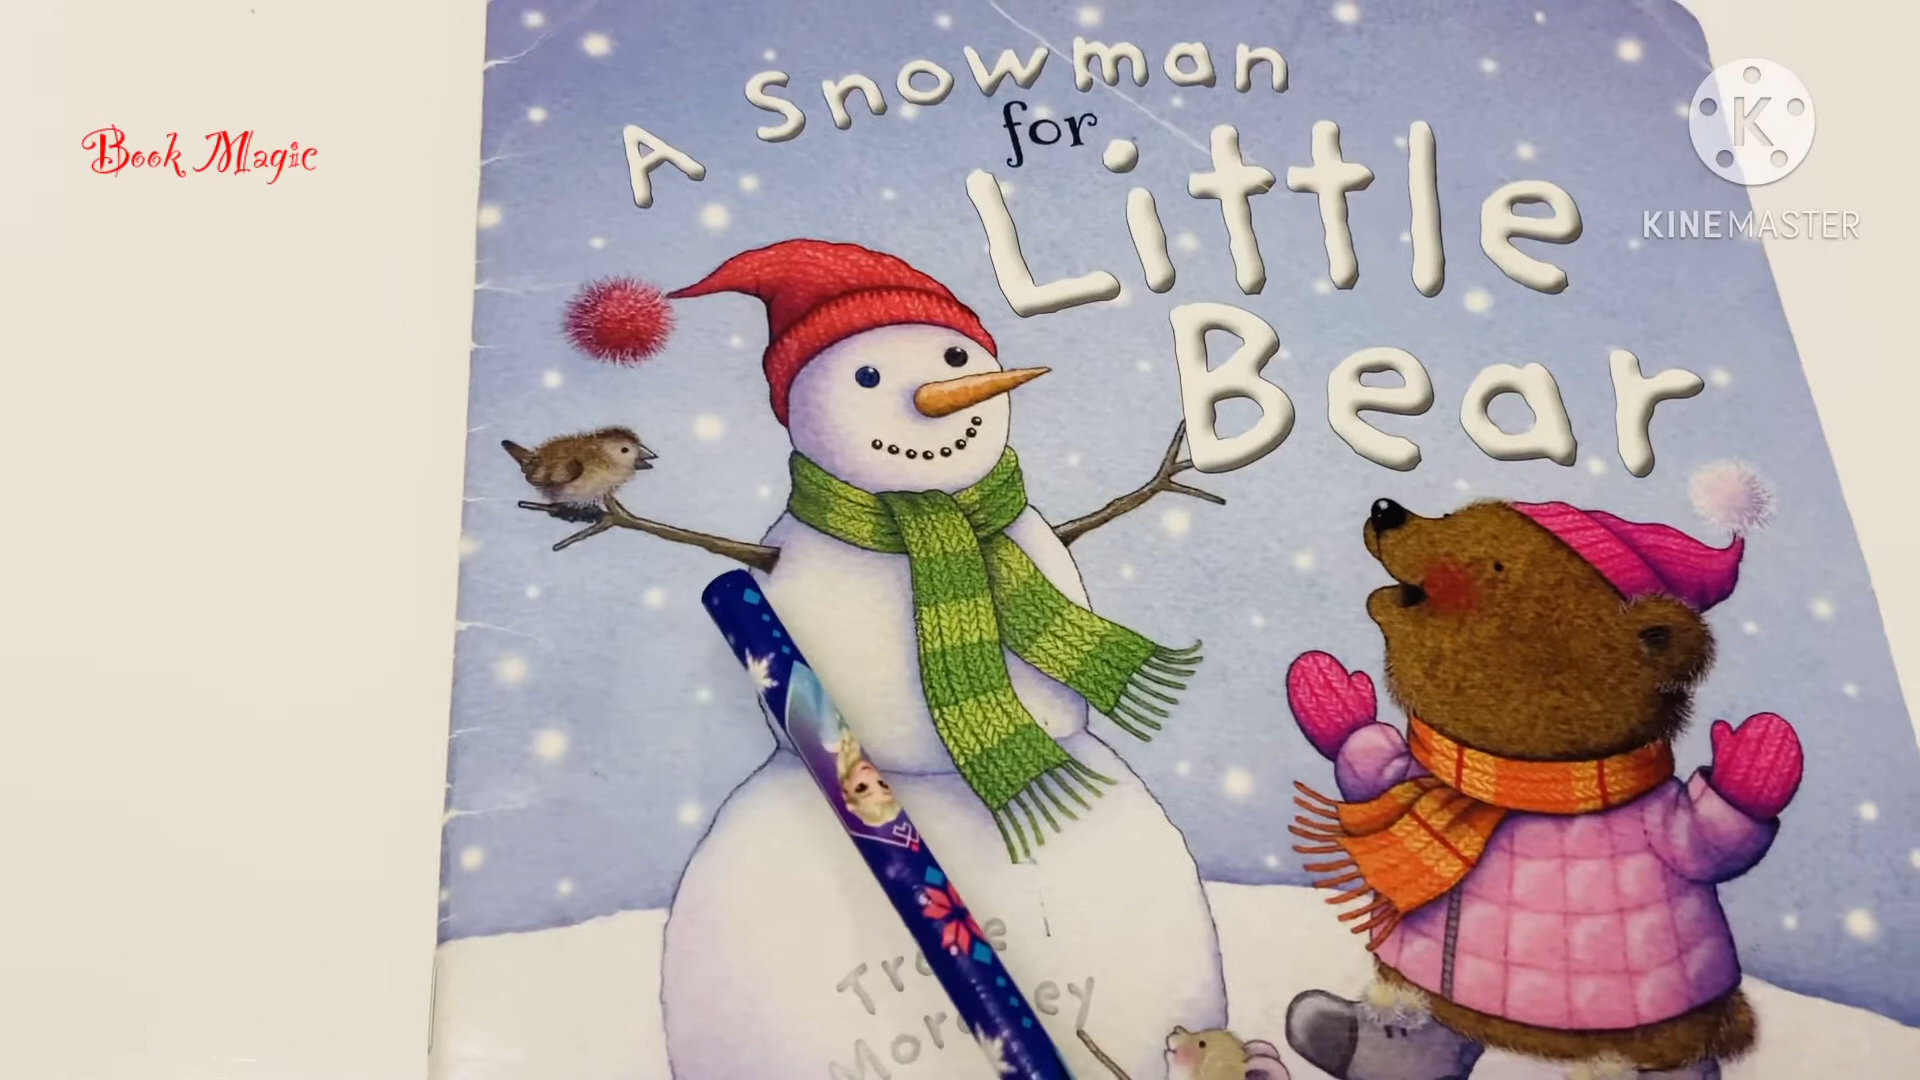 A Snowman
for
Little
Bear
Book Magic
K
KINEMASTER